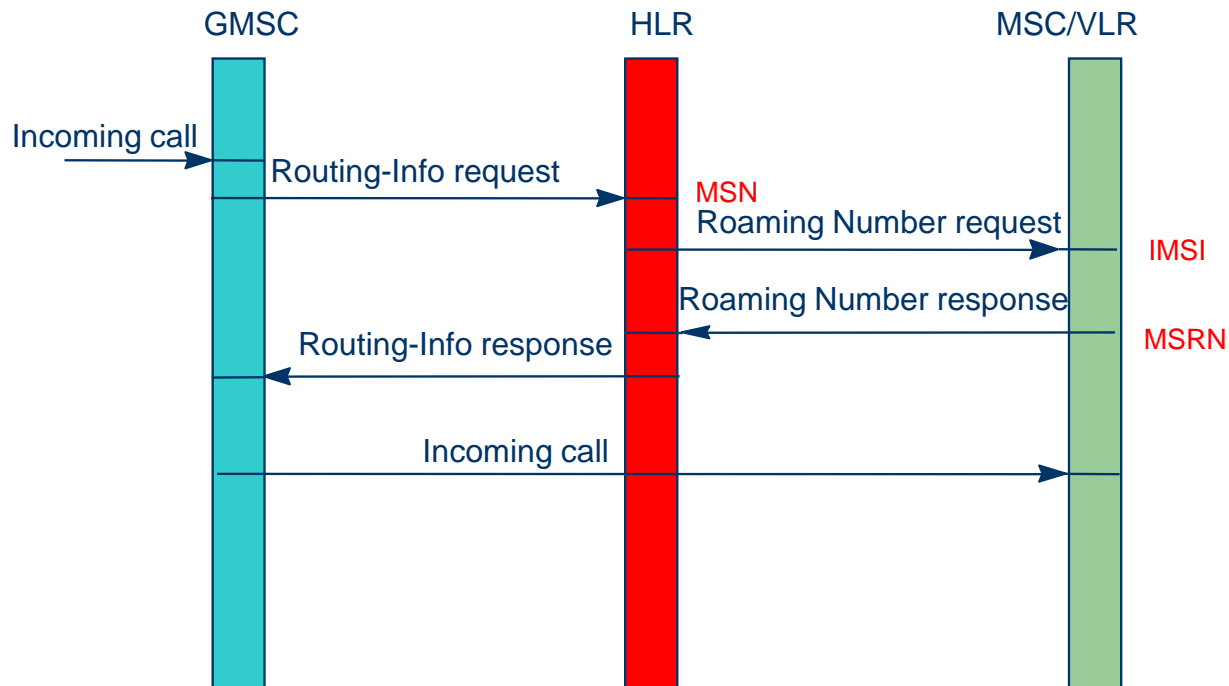 GMSC
HLR
MSC/VLR
Incoming call
Routing-Info request
MSN
Roaming Number request
IMSI
Roaming Number response
MSRN
Routing-Info response
Incoming call